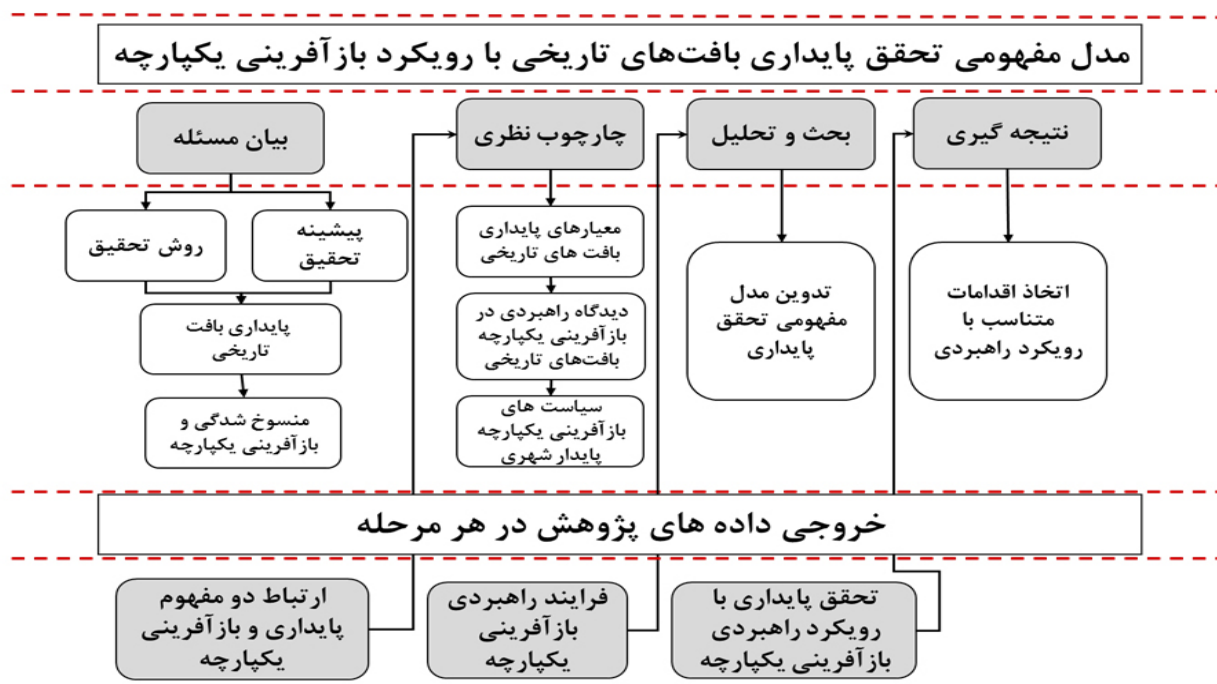 مدل مفهومی تحقق پایداری بافت‌های تاریخی با رویکرد بازآفرینی یکپارچه
بیان مسئله
چارچوب نظری
بحث و تحلیل
نتیجه گیری
روش تحقیق
پیشینه
تحقیق
پایداری بافت
تاریخی
منسوخ شدگی و
بازآفرینی یکپارچه
معیارهای پایداری
بافت های تاریخی
دیدگاه راهبردی در
بازآفرینی یکپارچه
بافت‌های تاریخی
سیاست های
بازآفرینی یکپارچه
پایدار شهری
تدوین مدل
مفهومی تحقق
پایداری
اتخاذ اقدامات
متناسب با
رویکرد راهبردی
خروجی داده های پژوهش در هر مرحله
ارتباط دو مفهوم
پایداری و بازآفرینی
یکپارچه
فرایند راهبردی
بازآفرینی
یکپارچه
تحقق پایداری با
رویکرد راهبردی
بازآفرینی یکپارچه